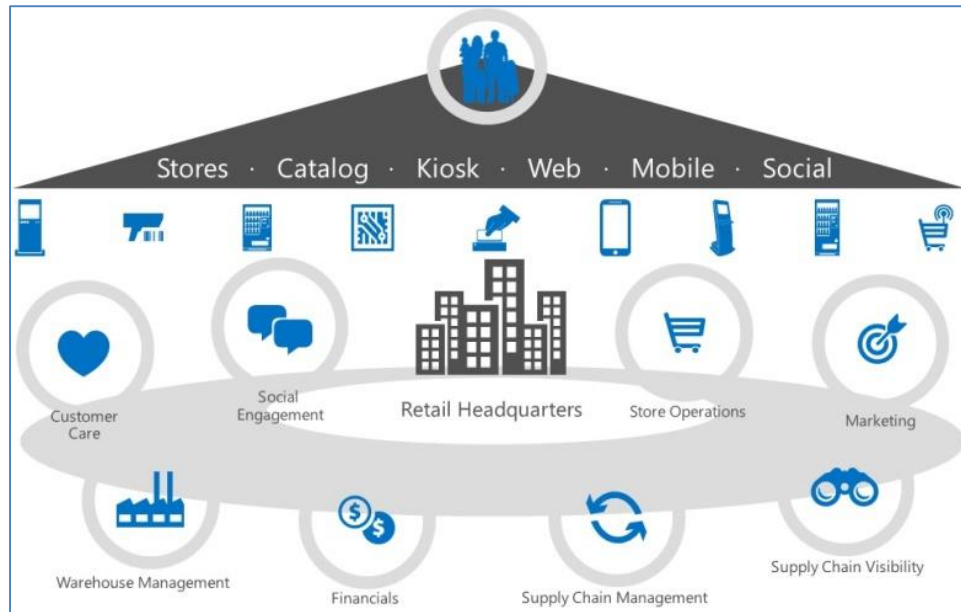 Stores · Catalog · Kiosk · Web · Mobile · Social
Customer
Care
Social
Engagement
Retail Headquarters
Store Operations
Marketing
Warehouse Management
$
$
Financials
Supply Chain Management
Supply Chain Visibility